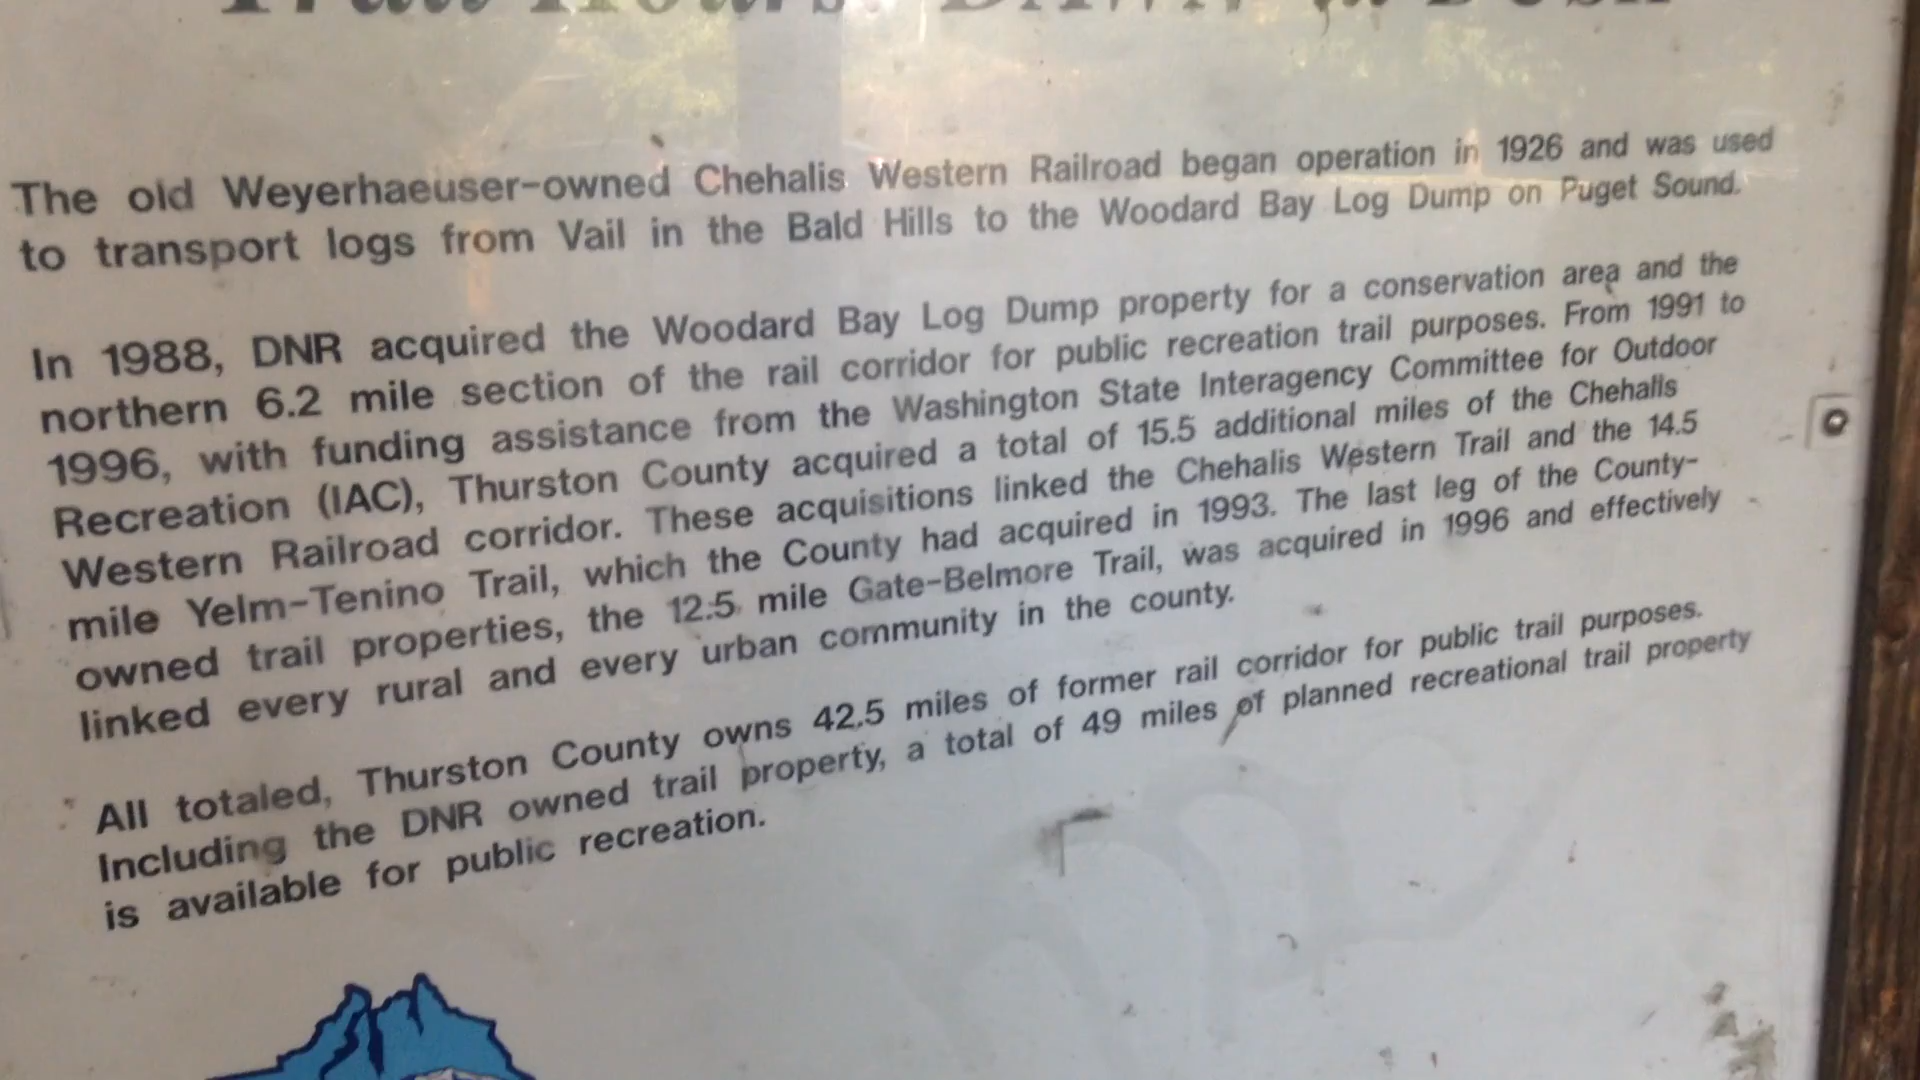 Trail Hours: DAWN to DUSK
The old Weyerhaeuser-owned Chehalis Western Railroad began operation in 1926 and was used
to transport logs from Vail in the Bald Hills to the Woodard Bay Log Dump on Puget Sound.
In 1988, DNR acquired the Woodard Bay Log Dump property for a conservation area and the
northern 6.2 mile section of the rail corridor for public recreation trail purposes. From 1991 to
1996, with funding assistance from the Washington State Interagency Committee for Outdoor
Recreation (IAC), Thurston County acquired a total of 15.5 additional miles of the Chehalis
Western Railroad corridor. These acquisitions linked the Chehalis Western Trail and the 14.5
mile Yelm-Tenino Trail, which the County had acquired in 1993. The last leg of the County-
owned trail properties, the 12.5 mile Gate-Belmore Trail, was acquired in 1996 and effectively
linked every rural and every urban community in the county.
All totaled, Thurston County owns 42.5 miles of former rail corridor for public trail purposes.
Including the DNR owned trail property, a total of 49 miles of planned recreational trail property
is available for public recreation.